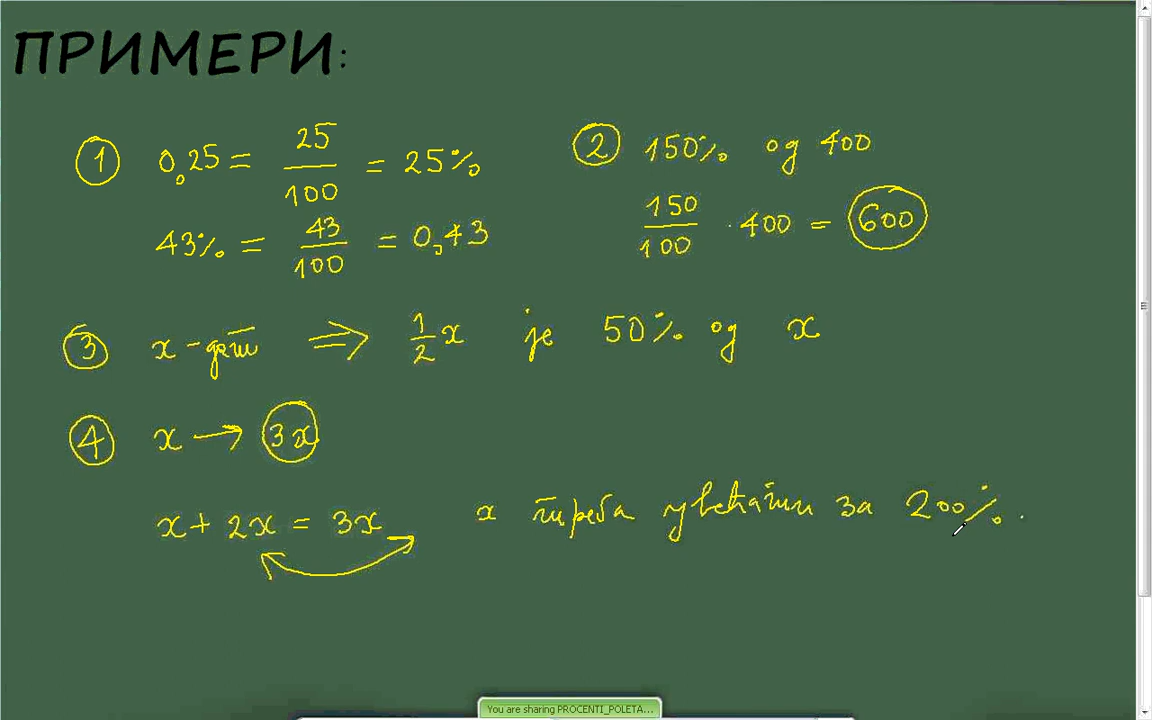 ПРИМЕРИ:
① 0,25 = 25/100 = 25%
43% = 43/100 = 0,43
② 150% од 400
150/100 · 400 = 600
③ x - дат ⇒ 1/2 x је 50% од x
④ x → 3x
x + 2x = 3x
x треба увећати за 200%.
You are sharing PROCENTI_POLETA...